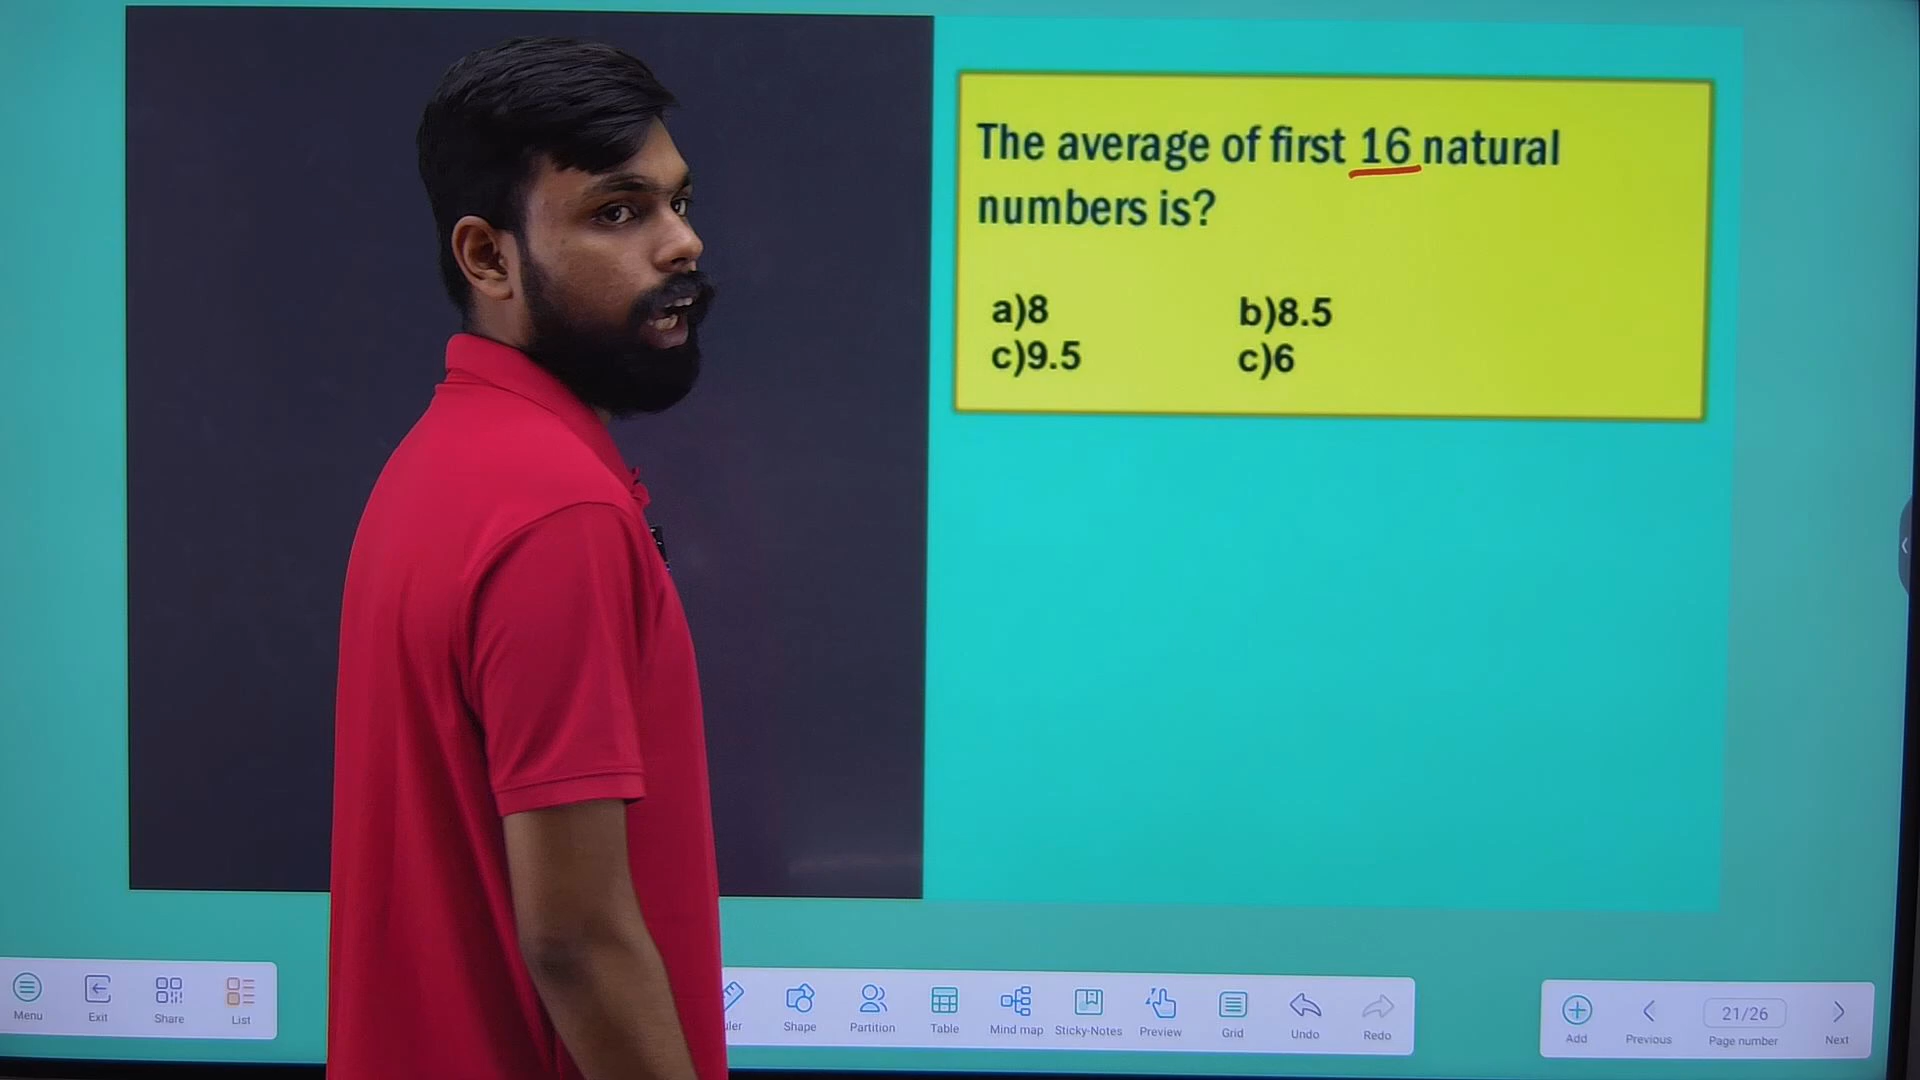 The average of first 16 natural
numbers is?
a)8 b)8.5
c)9.5 c)6
Menu Exit Share List
Shape Partition Table Mind map Sticky-Notes Preview Grid Undo Redo
Add Previous 21/26 Page number Next